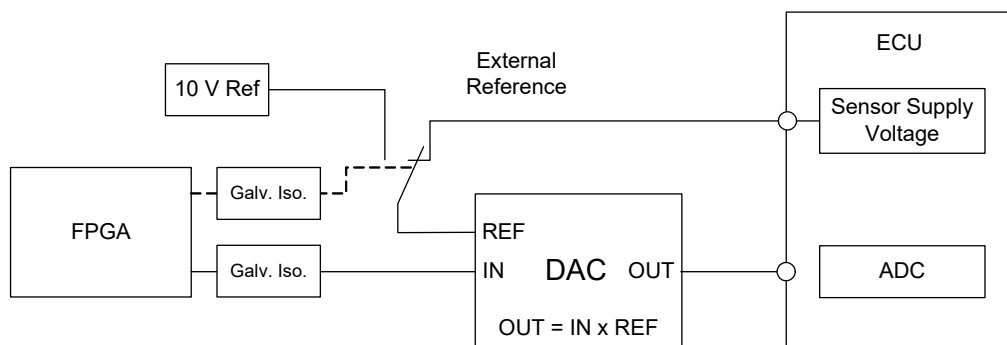 ECU
External
Reference
10 V Ref
Sensor Supply
Voltage
Galv. Iso.
FPGA
REF
Galv. Iso.
IN
DAC
OUT
ADC
OUT = IN x REF